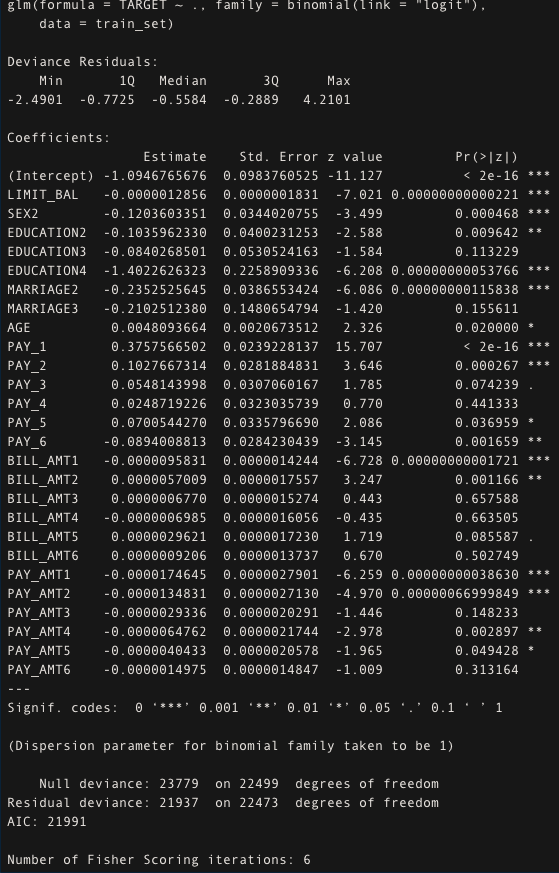 glm(formula = TARGET ~ ., family = binomial(link = "logit"),
    data = train_set)
Deviance Residuals:
    Min      1Q  Median      3Q     Max
-2.4901 -0.7725 -0.5584 -0.2889  4.2101
Coefficients:
Estimate Std. Error z value Pr(>|z|)
(Intercept) -1.0946765676 0.0983760525 -11.127 < 2e-16 ***
LIMIT_BAL -0.0000012856 0.0000001831 -7.021 0.00000000000221 ***
SEX2 -0.1203603351 0.0344020755 -3.499 0.000468 ***
EDUCATION2 -0.1035962330 0.0400231253 -2.588 0.009642 **
EDUCATION3 -0.0840268501 0.0530524163 -1.584 0.113229
EDUCATION4 -1.4022626323 0.2258909336 -6.208 0.00000000053766 ***
MARRIAGE2 -0.2352525645 0.0386553424 -6.086 0.00000000115838 ***
MARRIAGE3 -0.2102512380 0.1480654794 -1.420 0.155611
AGE 0.0048093664 0.0020673512 2.326 0.020000 *
PAY_1 0.3757566502 0.0239228137 15.707 < 2e-16 ***
PAY_2 0.1027667314 0.0281884831 3.646 0.000267 ***
PAY_3 0.0548143998 0.0307060167 1.785 0.074239 .
PAY_4 0.0248719226 0.0323035739 0.770 0.441333
PAY_5 0.0700544270 0.0335796690 2.086 0.036959 *
PAY_6 -0.0894008813 0.0284230439 -3.145 0.001659 **
BILL_AMT1 -0.0000095831 0.0000014244 -6.728 0.00000000001721 ***
BILL_AMT2 0.0000057009 0.0000017557 3.247 0.001166 **
BILL_AMT3 0.0000006770 0.0000015274 0.443 0.657588
BILL_AMT4 -0.0000006985 0.0000016056 -0.435 0.663505
BILL_AMT5 0.0000029621 0.0000017230 1.719 0.085587 .
BILL_AMT6 0.0000009206 0.0000013737 0.670 0.502749
PAY_AMT1 -0.0000174645 0.0000027901 -6.259 0.00000000038630 ***
PAY_AMT2 -0.0000134831 0.0000027130 -4.970 0.00000066999849 ***
PAY_AMT3 -0.0000029336 0.0000020291 -1.446 0.148233
PAY_AMT4 -0.0000064762 0.0000021744 -2.978 0.002897 **
PAY_AMT5 -0.0000040433 0.0000020578 -1.965 0.049428 *
PAY_AMT6 -0.0000014975 0.0000014847 -1.009 0.313164
---
Signif. codes:  0 ‘***’ 0.001 ‘**’ 0.01 ‘*’ 0.05 ‘.’ 0.1 ‘ ’ 1
(Dispersion parameter for binomial family taken to be 1)
    Null deviance: 23779  on 22499  degrees of freedom
Residual deviance: 21937  on 22473  degrees of freedom
AIC: 21991
Number of Fisher Scoring iterations: 6